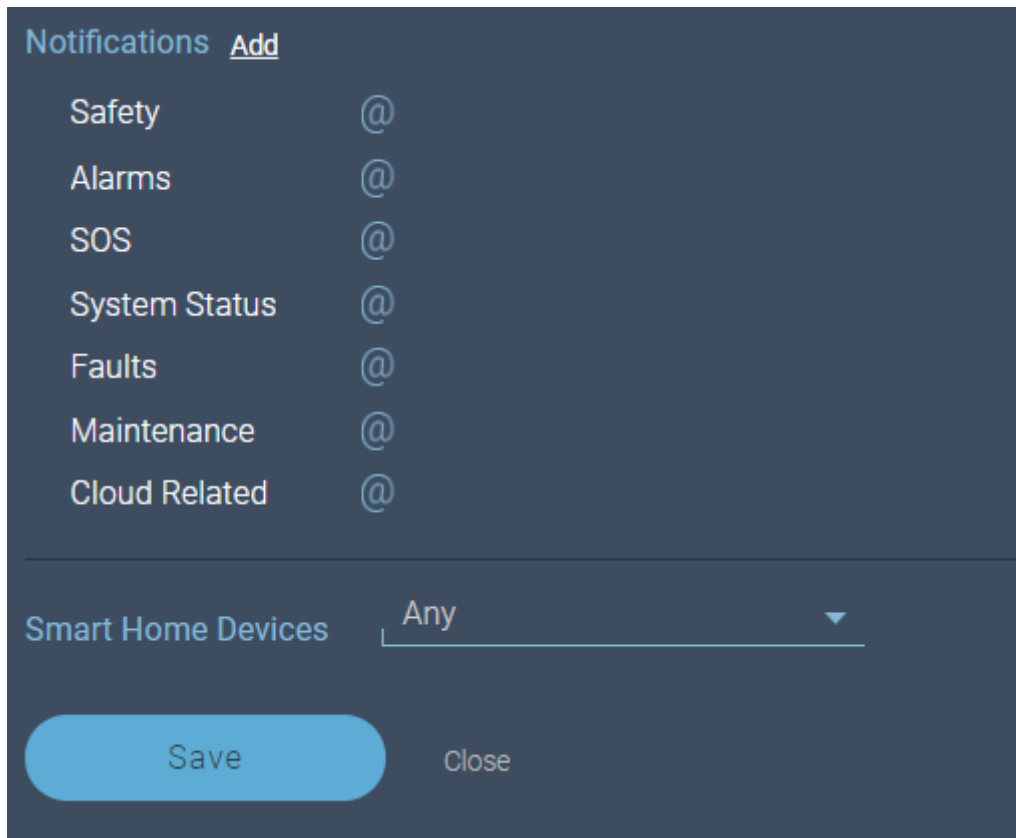 Notifications Add
Safety @
Alarms @
SOS @
System Status @
Faults @
Maintenance @
Cloud Related @
Smart Home Devices Any
Save Close